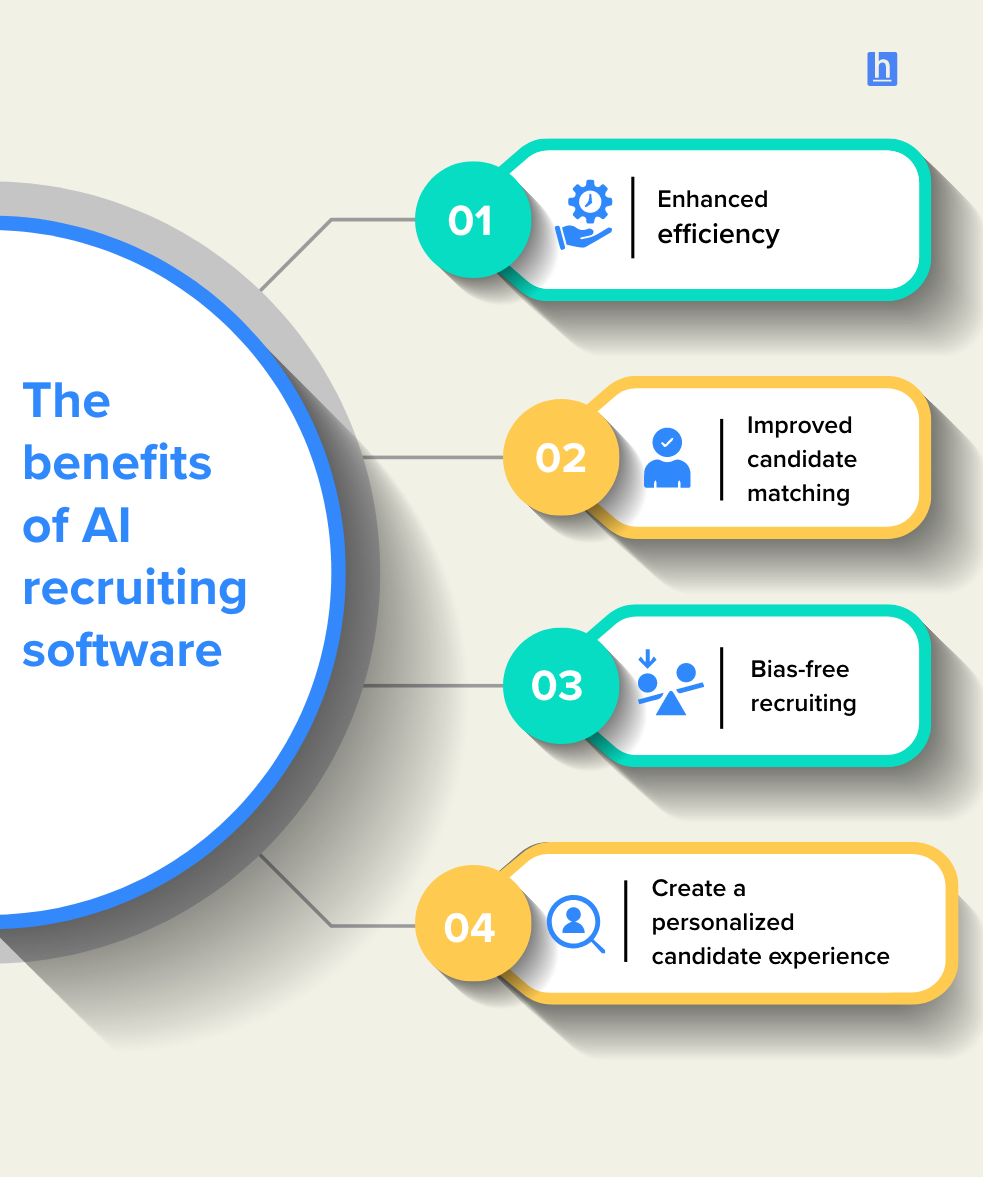 h
The
benefits
of AI
recruiting
software
01
Enhanced
efficiency
02
Improved
candidate
matching
03
Bias-free
recruiting
04
Create a
personalized
candidate experience